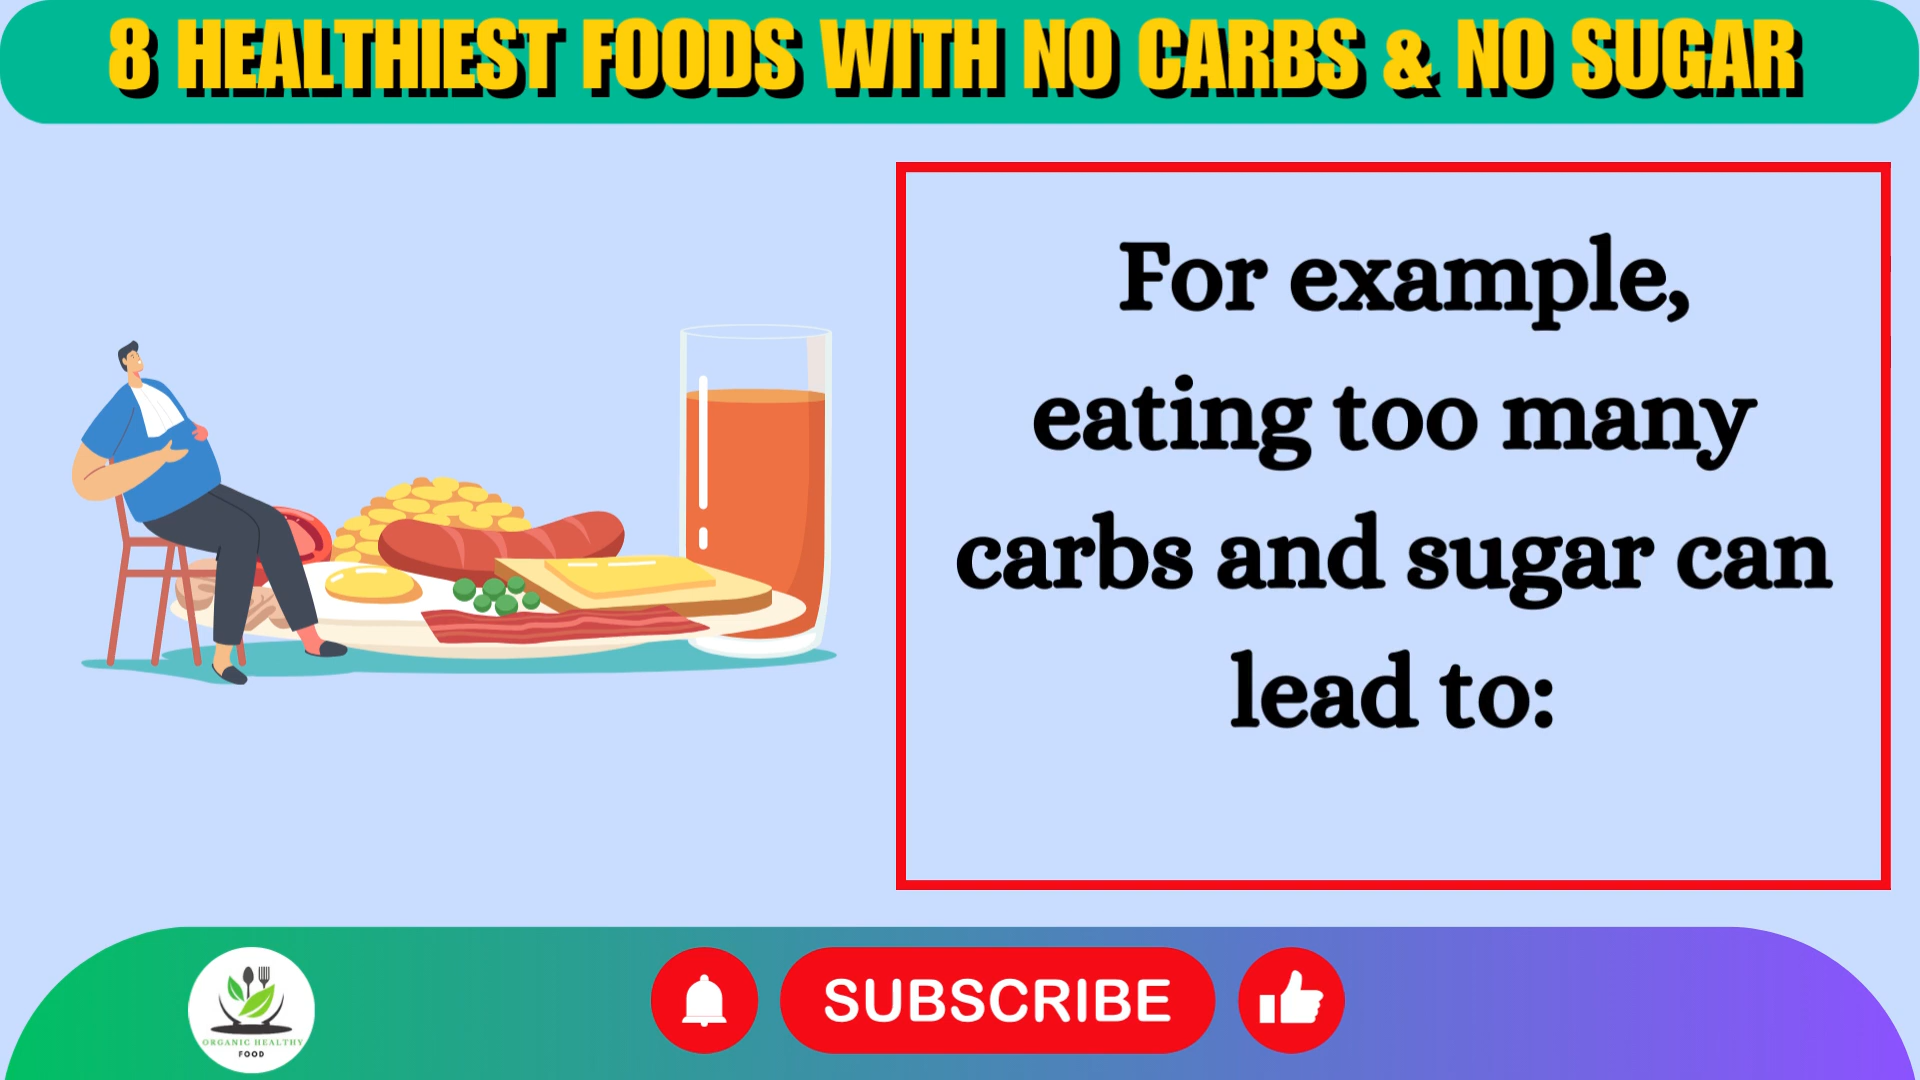 8 HEALTHIEST FOODS WITH NO CARBS & NO SUGAR
For example,
eating too many
carbs and sugar can
lead to:
ORGANIC HEALTHY
FOOD
SUBSCRIBE